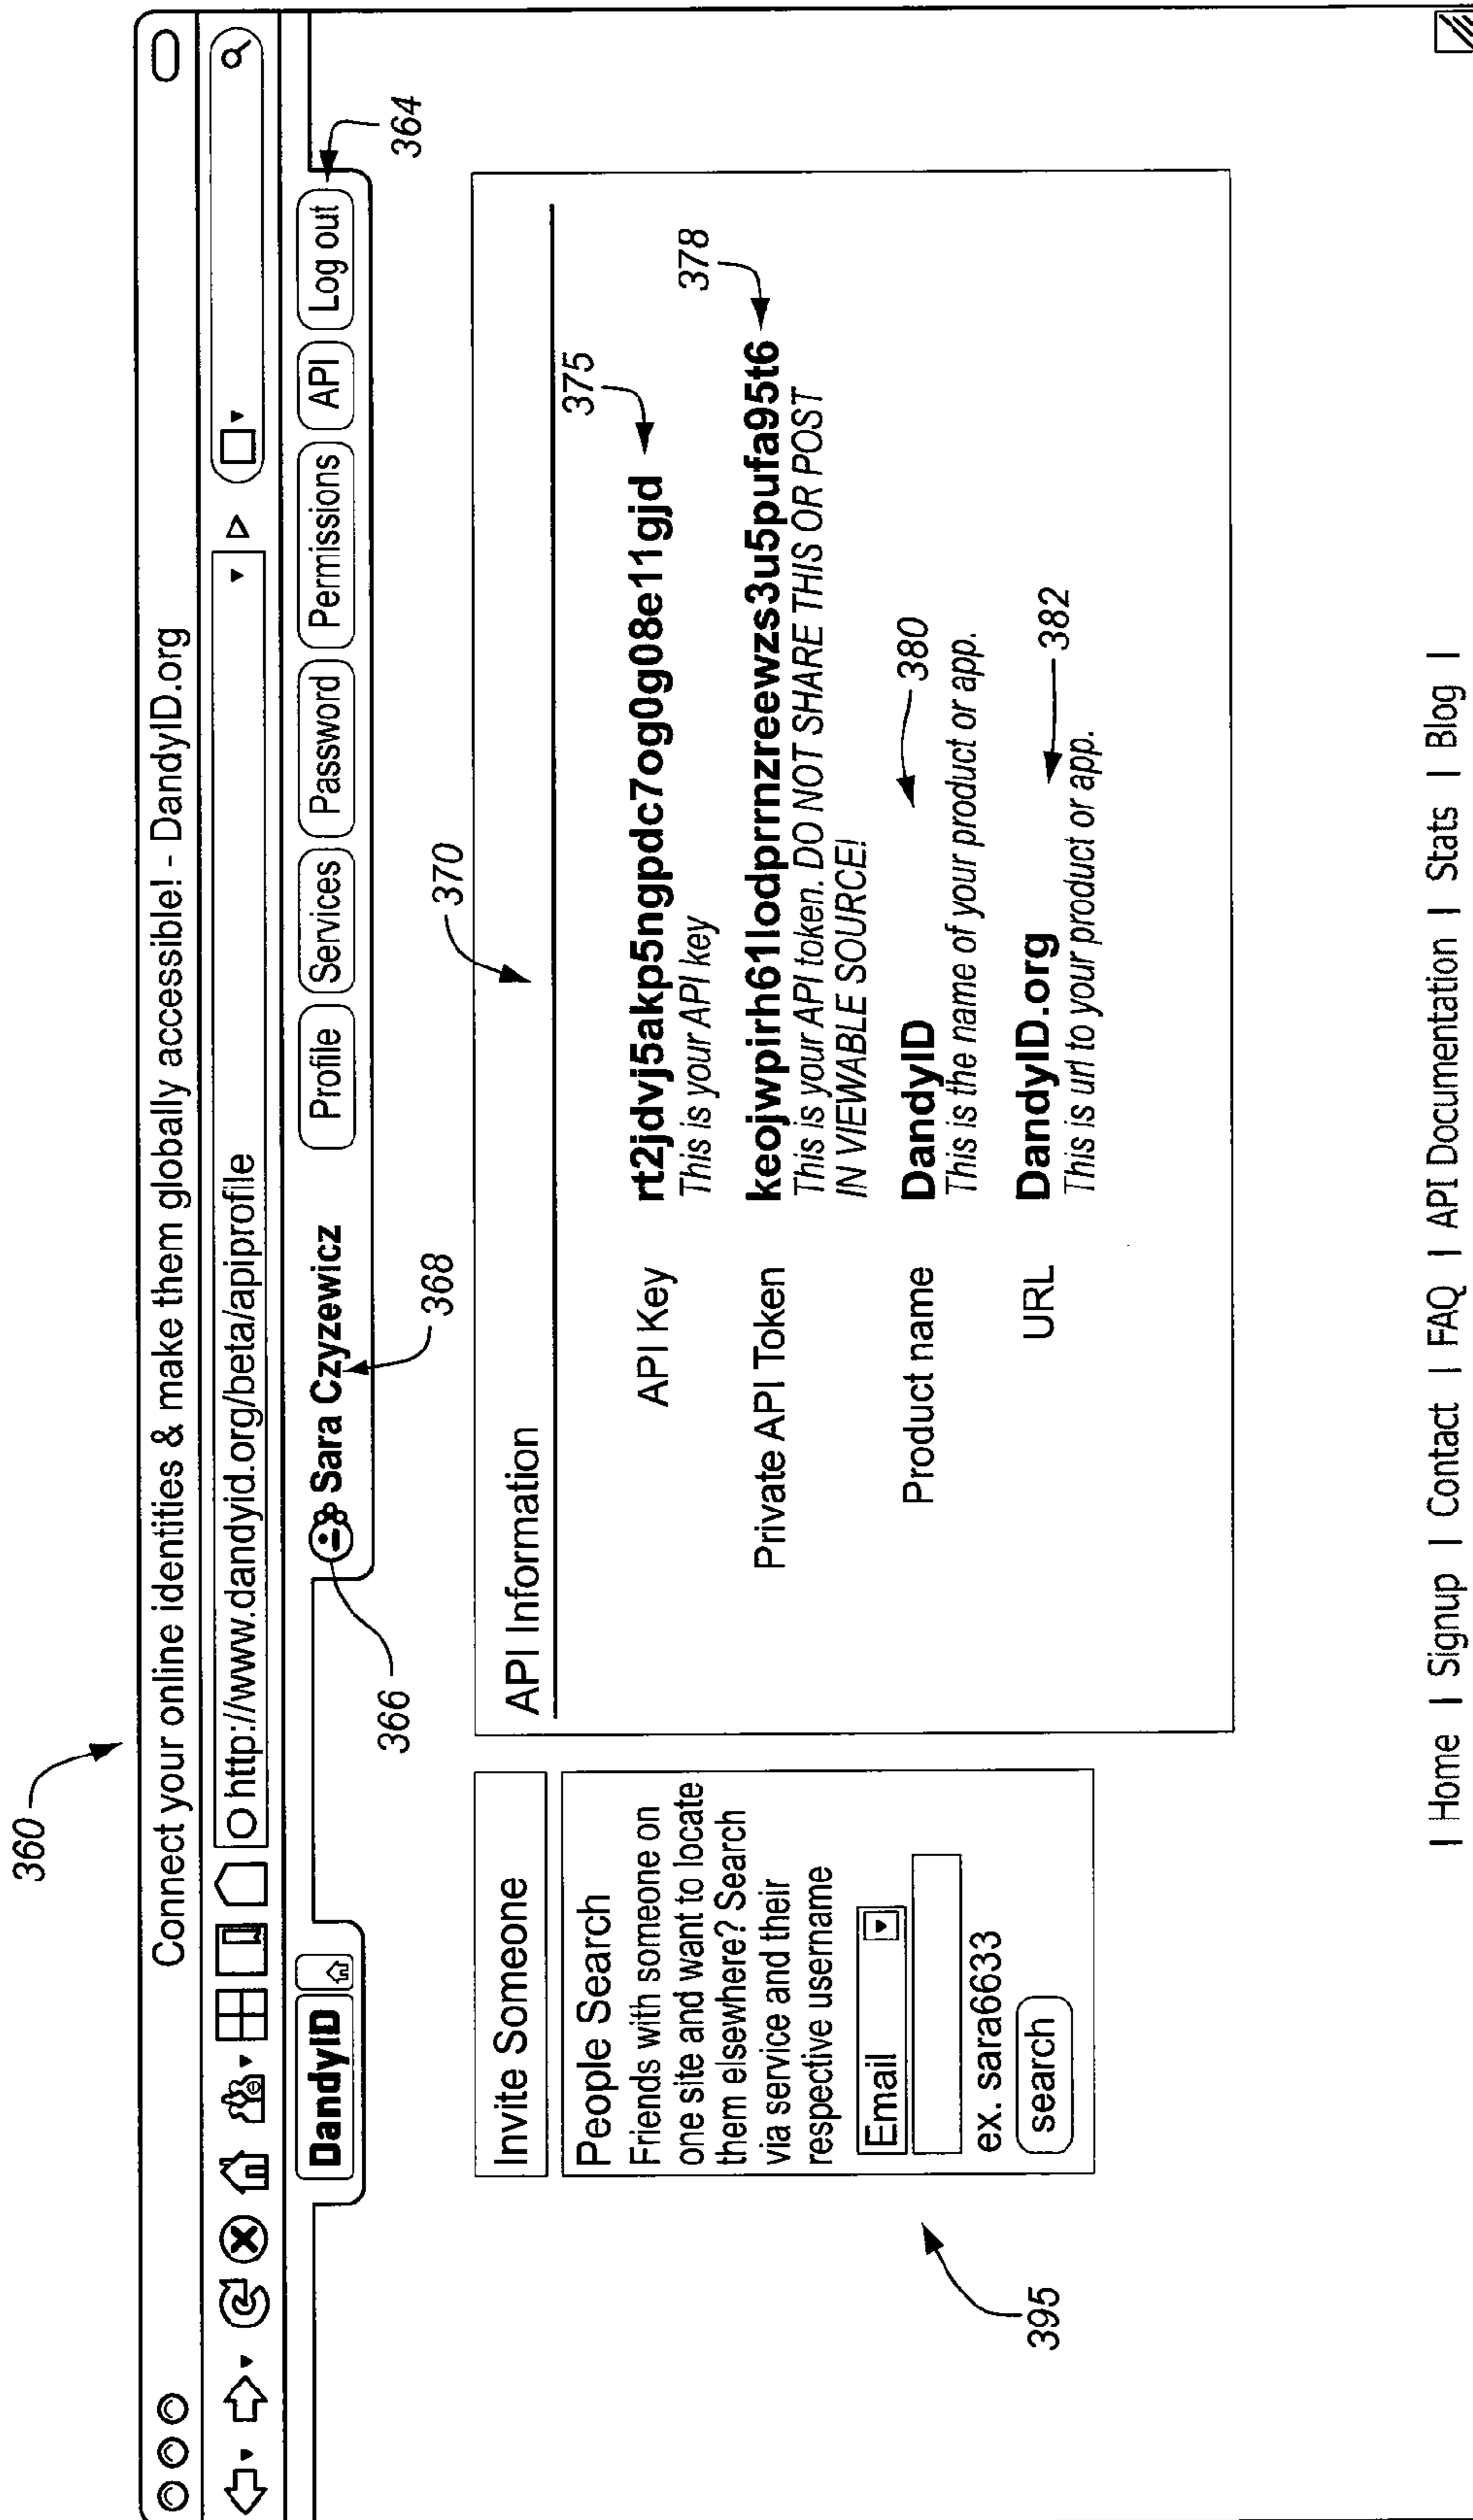 360
Connect your online identities & make them globally accessible! - DandyID.org
http://www.dandyid.org/beta/apiprofile
DandyID
Sara Czyzewicz
Profile
Services
Password
Permissions
API
Log out
364
366
368
370
Invite Someone
People Search
Friends with someone on
one site and want to locate
them elsewhere? Search
via service and their
respective username
Email
ex. sara6633
search
395
API Information
375
API Key rt2jdvj5akp5ngpdc7og0g08e11gjd
This is your API key
378
Private API Token keojwpirh61lodprrnzreewzs3u5pufa95t6
This is your API token. DO NOT SHARE THIS OR POST
IN VIEWABLE SOURCE!
Product name DandyID
380
This is the name of your product or app.
URL DandyID.org
382
This is url to your product or app.
| Home | Signup | Contact | FAQ | API Documentation | Stats | Blog |